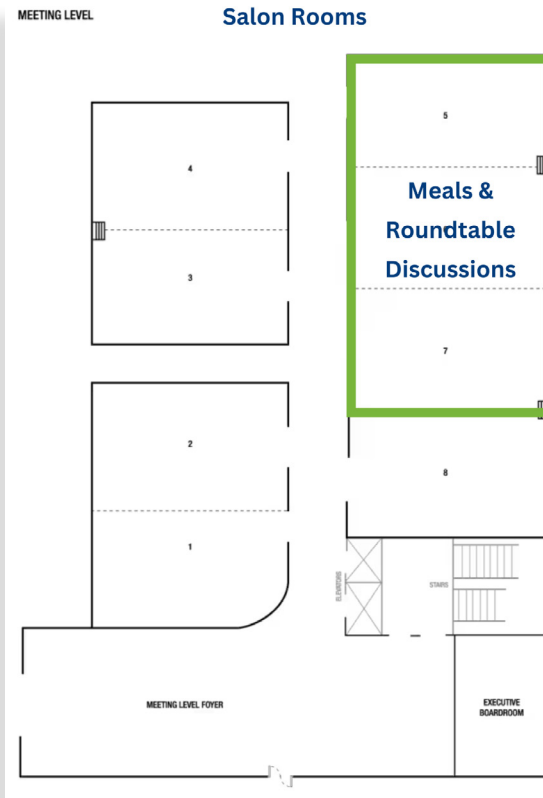 MEETING LEVEL
Salon Rooms
5
4
Meals &
Roundtable
Discussions
3
7
2
8
1
ELEVATORS
STAIRS
MEETING LEVEL FOYER
EXECUTIVE
BOARDROOM